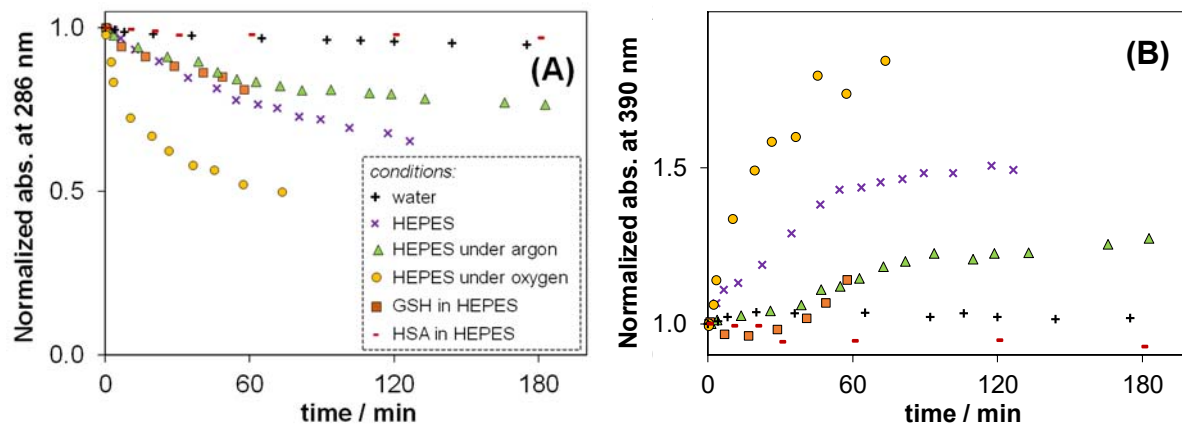 Normalized abs. at 286 nm
1.0
0.5
0.0
(A)
conditions:
water
HEPES
HEPES under argon
HEPES under oxygen
GSH in HEPES
HSA in HEPES
0
60
120
180
time / min
Normalized abs. at 390 nm
1.5
1.0
(B)
0
60
120
180
time / min